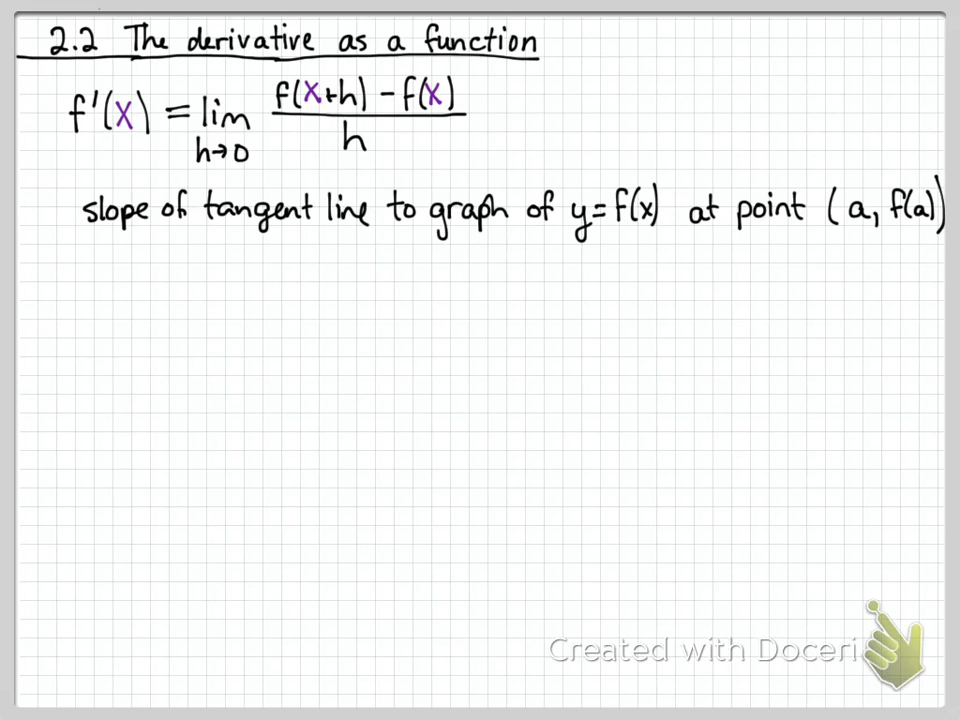 2.2 The derivative as a function
f'(x) = lim h→0 f(x+h) - f(x) / h
slope of tangent line to graph of y=f(x) at point (a, f(a))
Created with Doceri